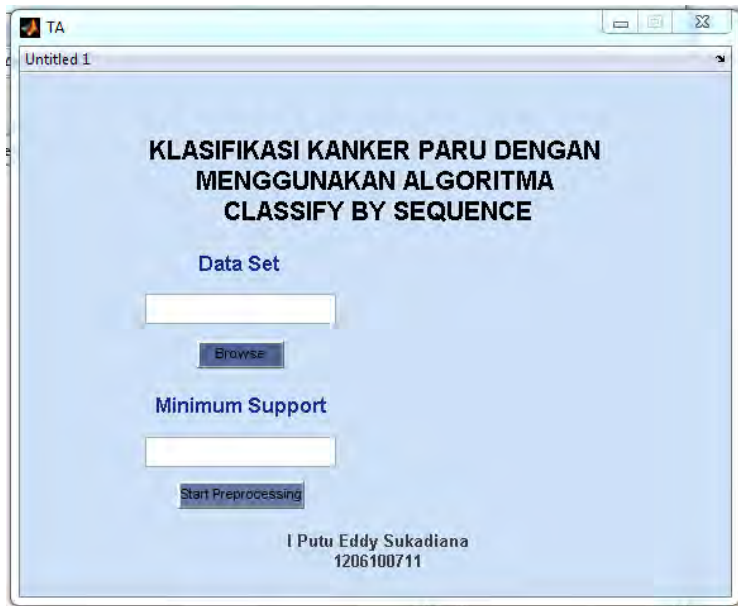 TA
Untitled 1
KLASIFIKASI KANKER PARU DENGAN
MENGGUNAKAN ALGORITMA
CLASSIFY BY SEQUENCE
Data Set
Browse
Minimum Support
Start Preprocessing
I Putu Eddy Sukadiana
1206100711